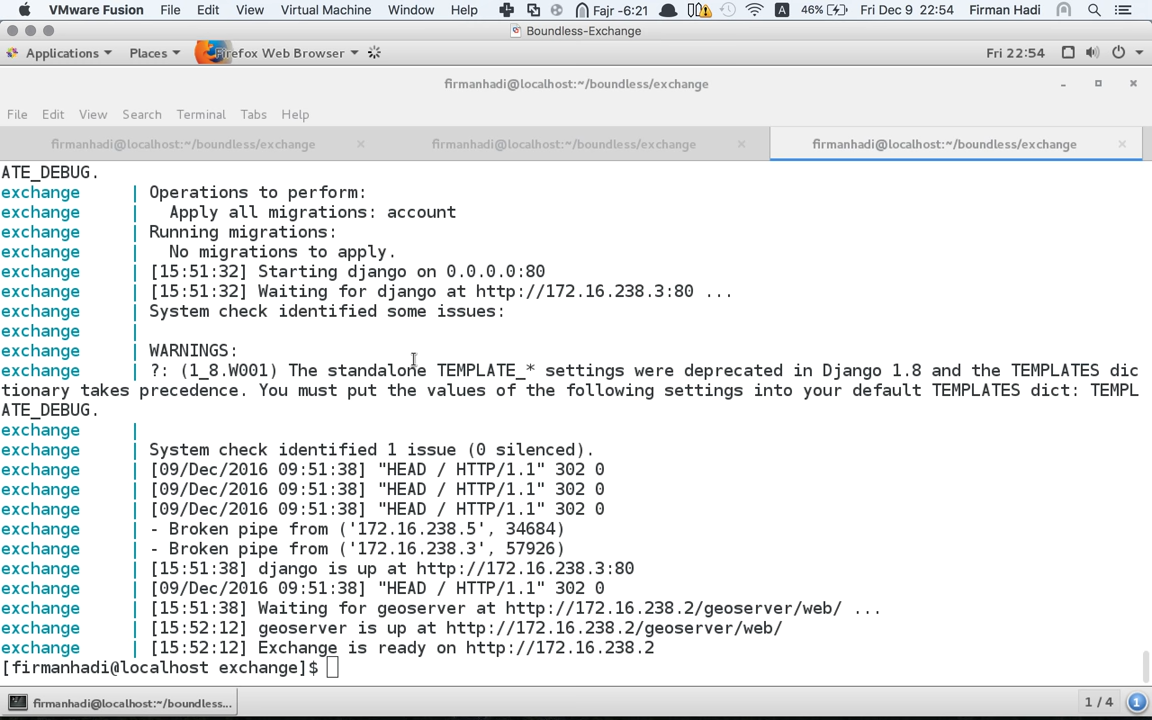 VMware Fusion File Edit View Virtual Machine Window Help Fajr -6:21 A 46% Fri Dec 9 22:54 Firman Hadi
Boundless-Exchange
Applications Places Firefox Web Browser Fri 22:54
firmanhadi@localhost:~/boundless/exchange
File Edit View Search Terminal Tabs Help
firmanhadi@localhost:~/boundless/exchange × firmanhadi@localhost:~/boundless/exchange × firmanhadi@localhost:~/boundless/exchange ×
ATE_DEBUG.
exchange | Operations to perform:
exchange | Apply all migrations: account
exchange | Running migrations:
exchange | No migrations to apply.
exchange | [15:51:32] Starting django on 0.0.0.0:80
exchange | [15:51:32] Waiting for django at http://172.16.238.3:80 ...
exchange | System check identified some issues:
exchange |
exchange | WARNINGS:
exchange | ?: (1_8.W001) The standalone TEMPLATE_* settings were deprecated in Django 1.8 and the TEMPLATES dic
tionary takes precedence. You must put the values of the following settings into your default TEMPLATES dict: TEMPL
ATE_DEBUG.
exchange |
exchange | System check identified 1 issue (0 silenced).
exchange | [09/Dec/2016 09:51:38] "HEAD / HTTP/1.1" 302 0
exchange | [09/Dec/2016 09:51:38] "HEAD / HTTP/1.1" 302 0
exchange | [09/Dec/2016 09:51:38] "HEAD / HTTP/1.1" 302 0
exchange | - Broken pipe from ('172.16.238.5', 34684)
exchange | - Broken pipe from ('172.16.238.3', 57926)
exchange | [15:51:38] django is up at http://172.16.238.3:80
exchange | [09/Dec/2016 09:51:38] "HEAD / HTTP/1.1" 302 0
exchange | [15:51:38] Waiting for geoserver at http://172.16.238.2/geoserver/web/ ...
exchange | [15:52:12] geoserver is up at http://172.16.238.2/geoserver/web/
exchange | [15:52:12] Exchange is ready on http://172.16.238.2
[firmanhadi@localhost exchange]$
firmanhadi@localhost:~/boundless... 1 / 4 1